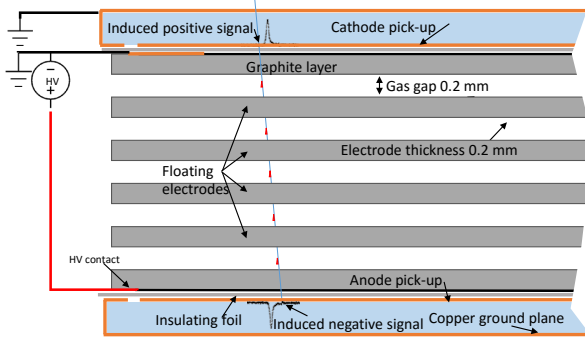 Induced positive signal
Cathode pick-up
Graphite layer
−
HV
+
Gas gap 0.2 mm
Electrode thickness 0.2 mm
Floating
electrodes
HV contact
Anode pick-up
Insulating foil
Induced negative signal
Copper ground plane